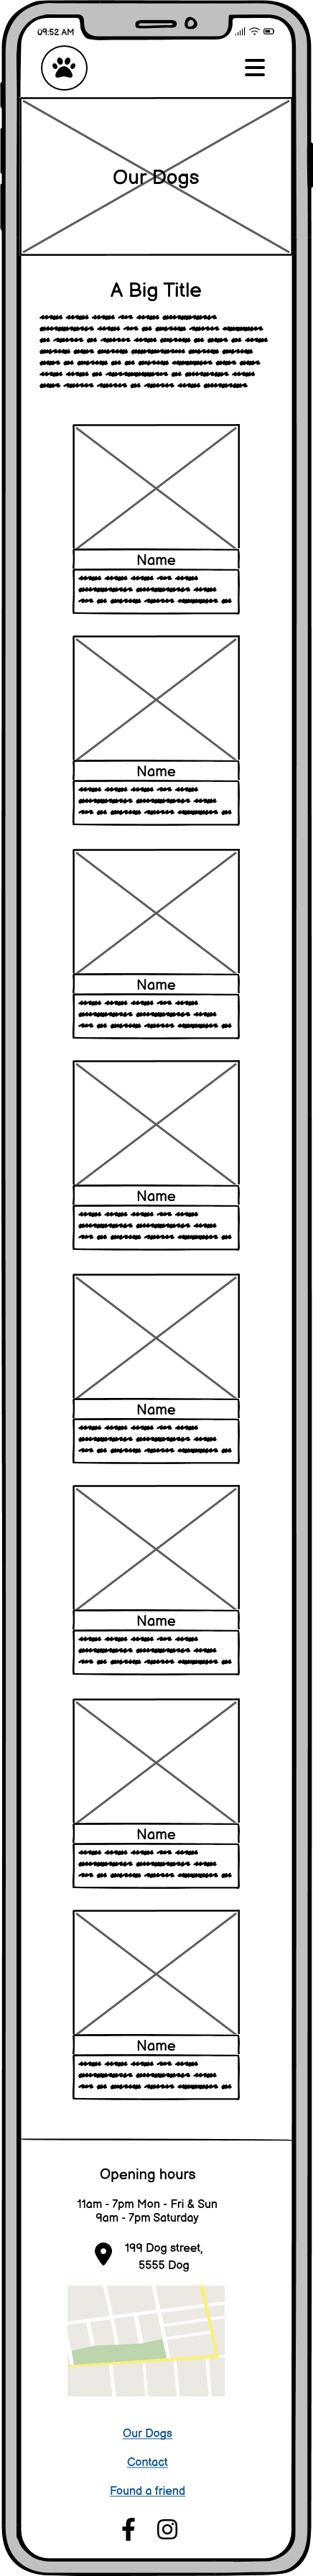 09:52 AM
Our Dogs
A Big Title
Name
Name
Name
Name
Name
Name
Name
Name
Opening hours
11am - 7pm Mon - Fri & Sun
9am - 7pm Saturday
199 Dog street,
5555 Dog
Our Dogs
Contact
Found a friend